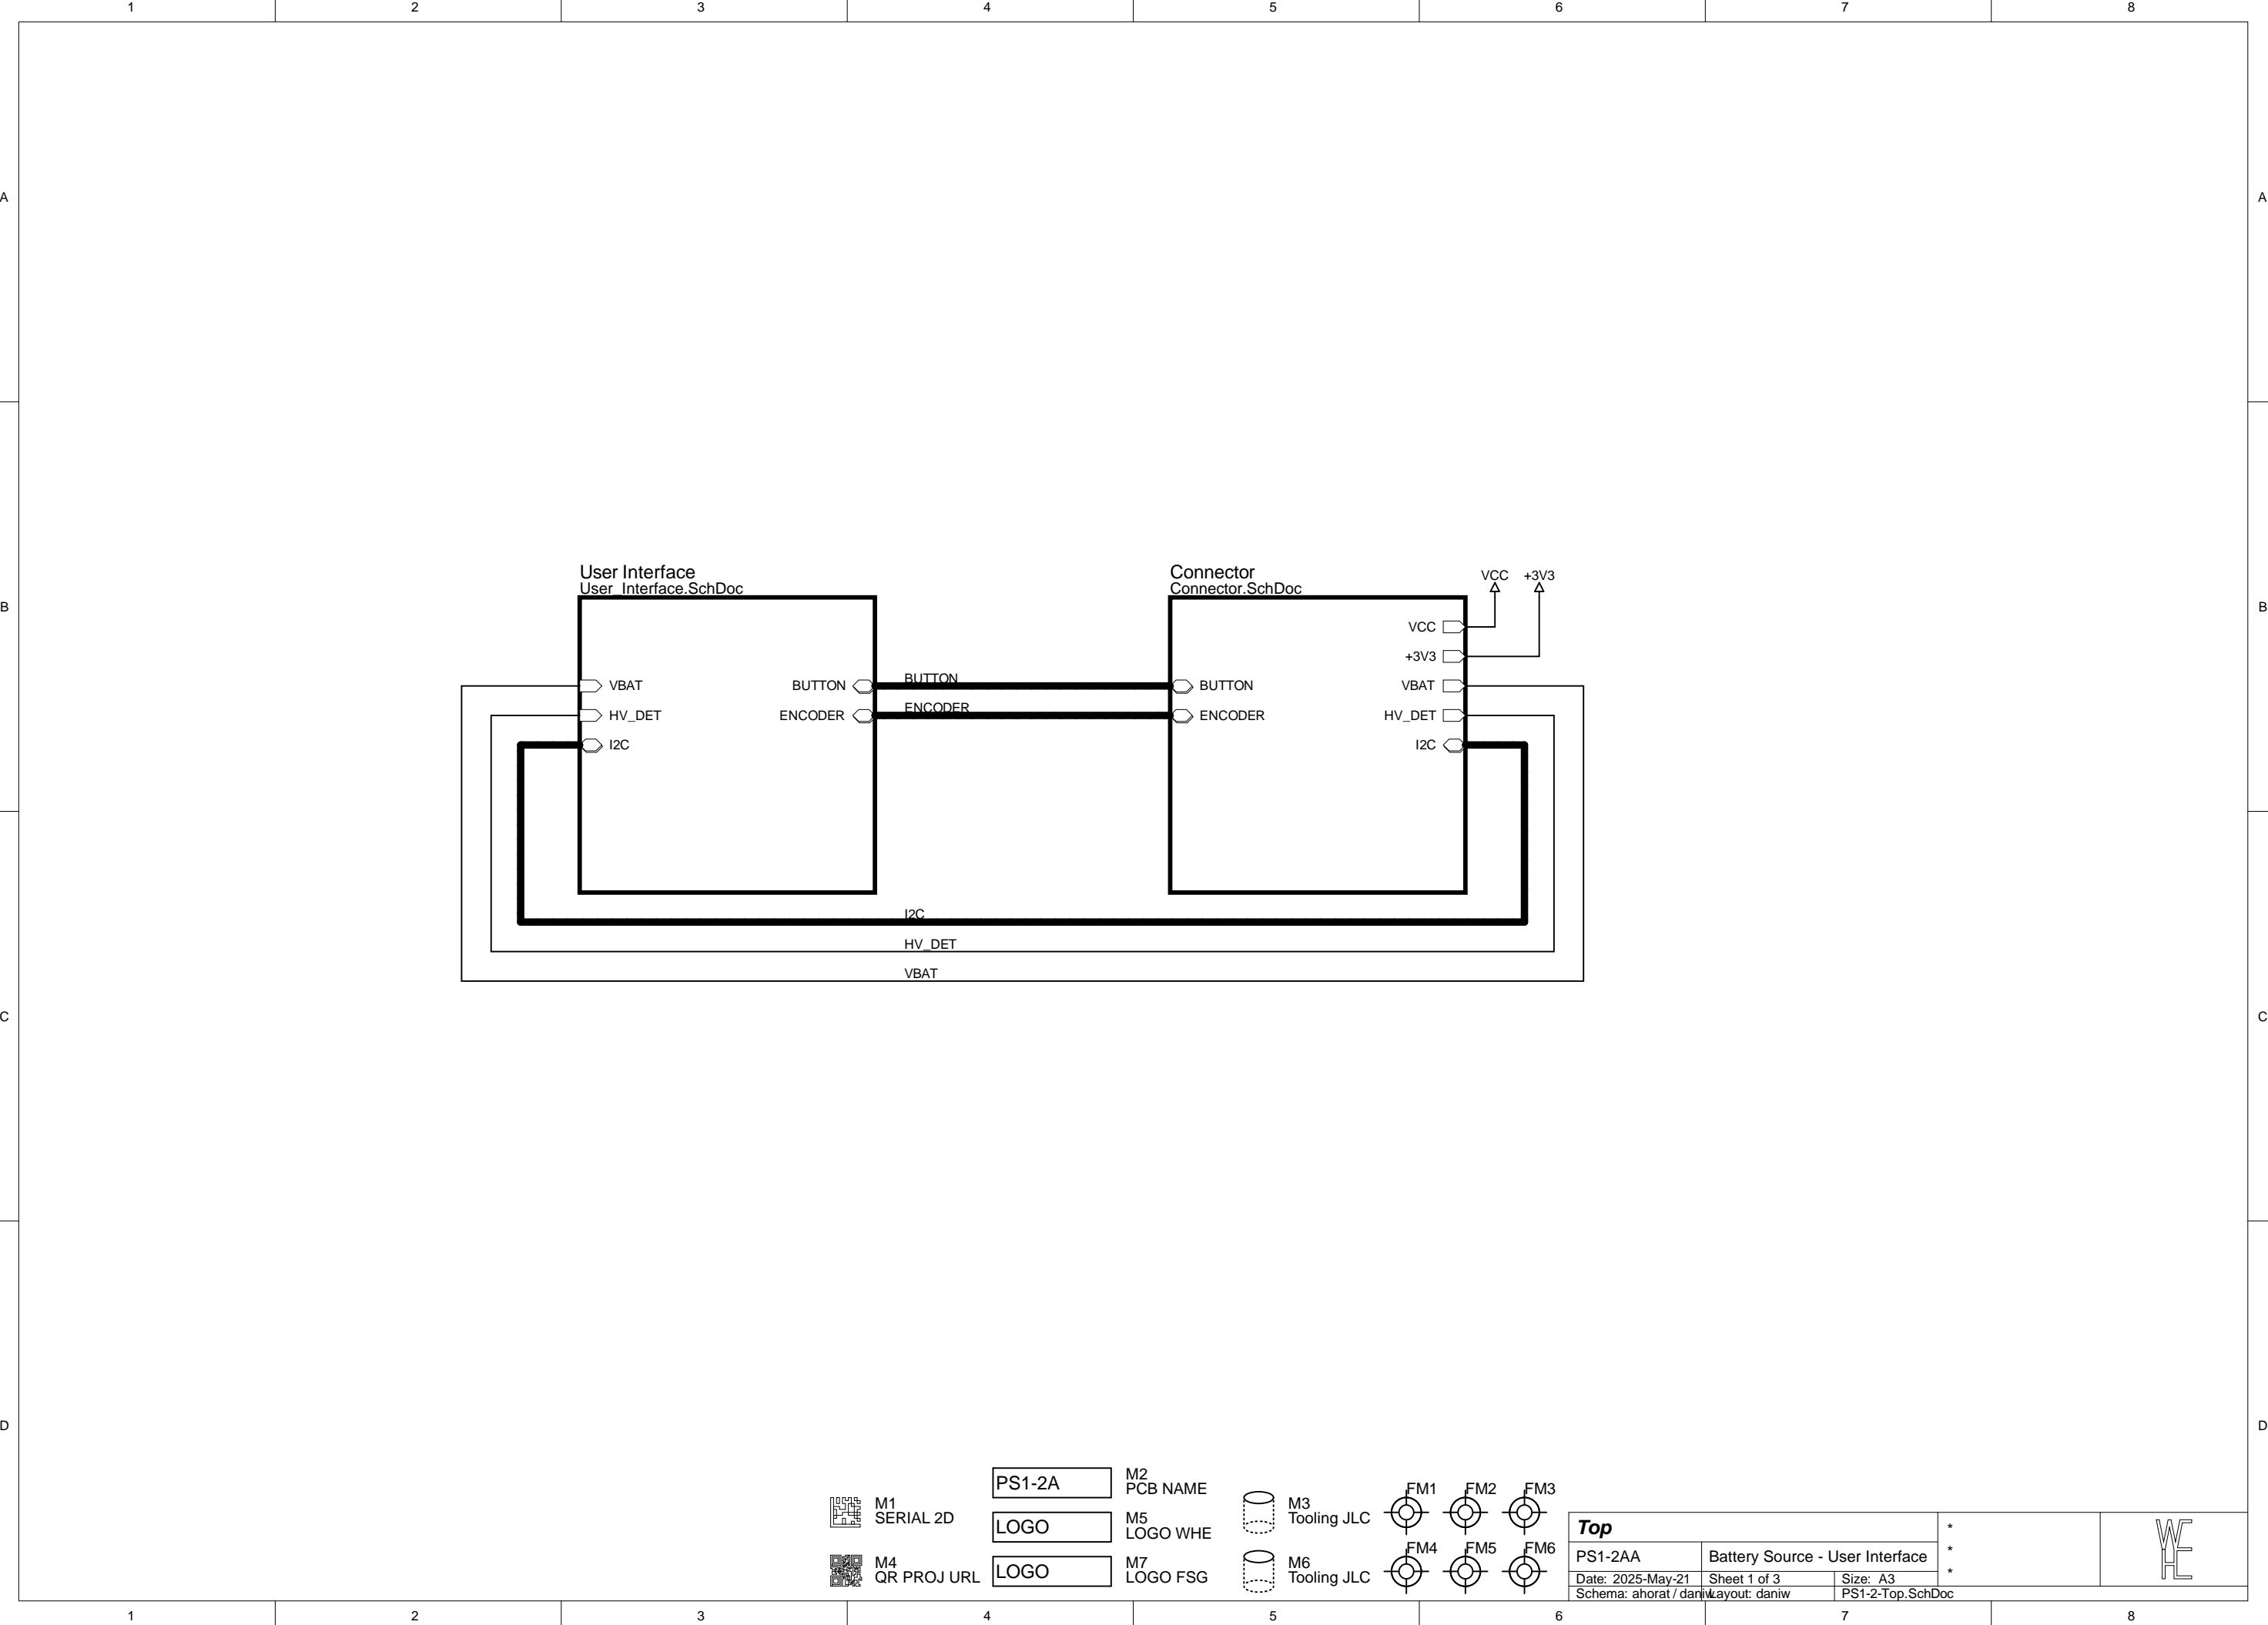 1 2 3 4 5 6 7 8
A A
User Interface
User_Interface.SchDoc
Connector
Connector.SchDoc
VCC +3V3
B B
VCC
+3V3
VBAT BUTTON BUTTON BUTTON VBAT
HV_DET ENCODER ENCODER ENCODER HV_DET
I2C I2C
I2C
HV_DET
VBAT
C C
D D
PS1-2A
M2
PCB NAME
M1
SERIAL 2D
LOGO
M5
LOGO WHE
M3
Tooling JLC
FM1 FM2 FM3
M4
QR PROJ URL
LOGO
M7
LOGO FSG
M6
Tooling JLC
FM4 FM5 FM6
Top
*
PS1-2AA Battery Source - User Interface
*
Date: 2025-May-21 Sheet 1 of 3 Size: A3
*
Schema: ahorat / daniw Layout: daniw PS1-2-Top.SchDoc
WHE
1 2 3 4 5 6 7 8